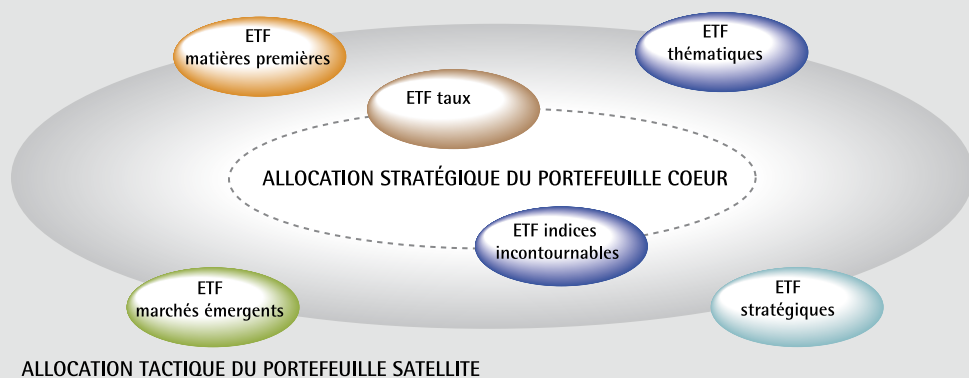 ETF
matières premières
ETF
thématiques
ETF taux
ALLOCATION STRATÉGIQUE DU PORTEFEUILLE COEUR
ETF indices
incontournables
ETF
marchés émergents
ETF
stratégiques
ALLOCATION TACTIQUE DU PORTEFEUILLE SATELLITE